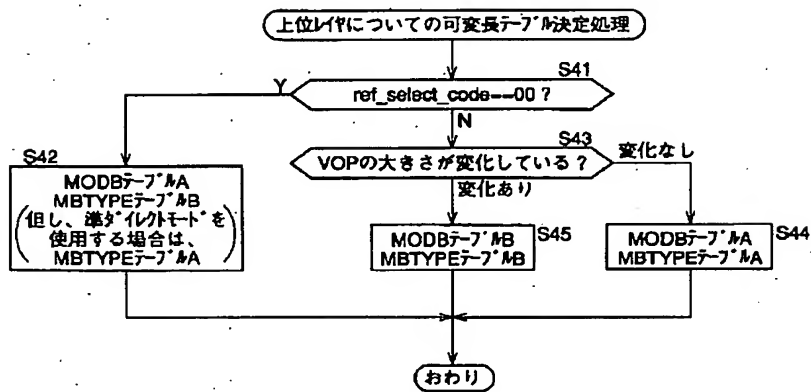 上位レイヤについての可変長テーブル決定処理
S41
ref_select_code==00 ?
Y
N
S43
VOPの大きさが変化している ?
変化なし
変化あり
S42
MODBテーブルA
MBTYPEテーブルB
(但し、準ダイレクトモードを
使用する場合は、
MBTYPEテーブルA)
S45
MODBテーブルB
MBTYPEテーブルB
S44
MODBテーブルA
MBTYPEテーブルA
おわり